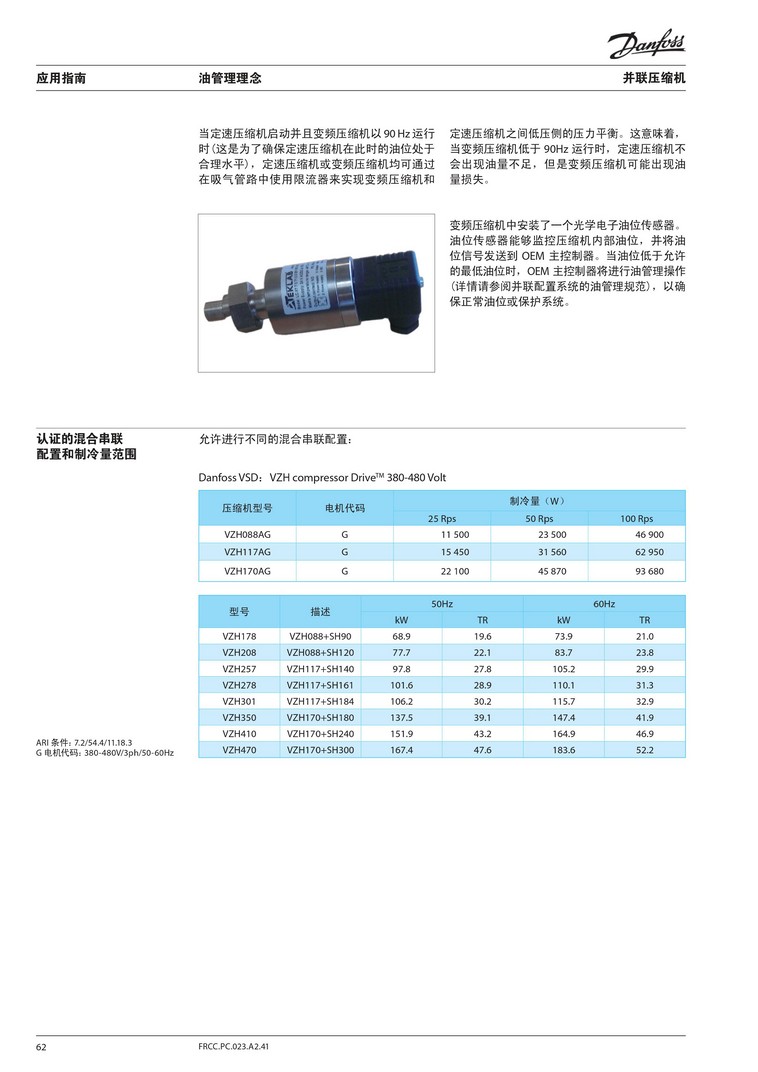 Danfoss
应用指南 油管理理念 并联压缩机
当定速压缩机启动并且变频压缩机以 90 Hz 运行
时(这是为了确保定速压缩机在此时的油位处于
合理水平)，定速压缩机或变频压缩机均可通过
在吸气管路中使用限流器来实现变频压缩机和
定速压缩机之间低压侧的压力平衡。这意味着，
当变频压缩机低于 90Hz 运行时，定速压缩机不
会出现油量不足，但是变频压缩机可能出现油
量损失。
TEKLAB
变频压缩机中安装了一个光学电子油位传感器。
油位传感器能够监控压缩机内部油位，并将油
位信号发送到 OEM 主控制器。当油位低于允许
的最低油位时，OEM 主控制器将进行油管理操作
(详情请参阅并联配置系统的油管理规范)，以确
保正常油位或保护系统。
认证的混合串联
配置和制冷量范围
允许进行不同的混合串联配置：
Danfoss VSD：VZH compressor Drive™ 380-480 Volt
压缩机型号 电机代码 制冷量（W）
25 Rps 50 Rps 100 Rps
VZH088AG G 11 500 23 500 46 900
VZH117AG G 15 450 31 560 62 950
VZH170AG G 22 100 45 870 93 680
型号 描述 50Hz 60Hz
kW TR kW TR
VZH178 VZH088+SH90 68.9 19.6 73.9 21.0
VZH208 VZH088+SH120 77.7 22.1 83.7 23.8
VZH257 VZH117+SH140 97.8 27.8 105.2 29.9
VZH278 VZH117+SH161 101.6 28.9 110.1 31.3
VZH301 VZH117+SH184 106.2 30.2 115.7 32.9
VZH350 VZH170+SH180 137.5 39.1 147.4 41.9
VZH410 VZH170+SH240 151.9 43.2 164.9 46.9
VZH470 VZH170+SH300 167.4 47.6 183.6 52.2
ARI 条件: 7.2/54.4/11.18.3
G 电机代码: 380-480V/3ph/50-60Hz
62 FRCC.PC.023.A2.41